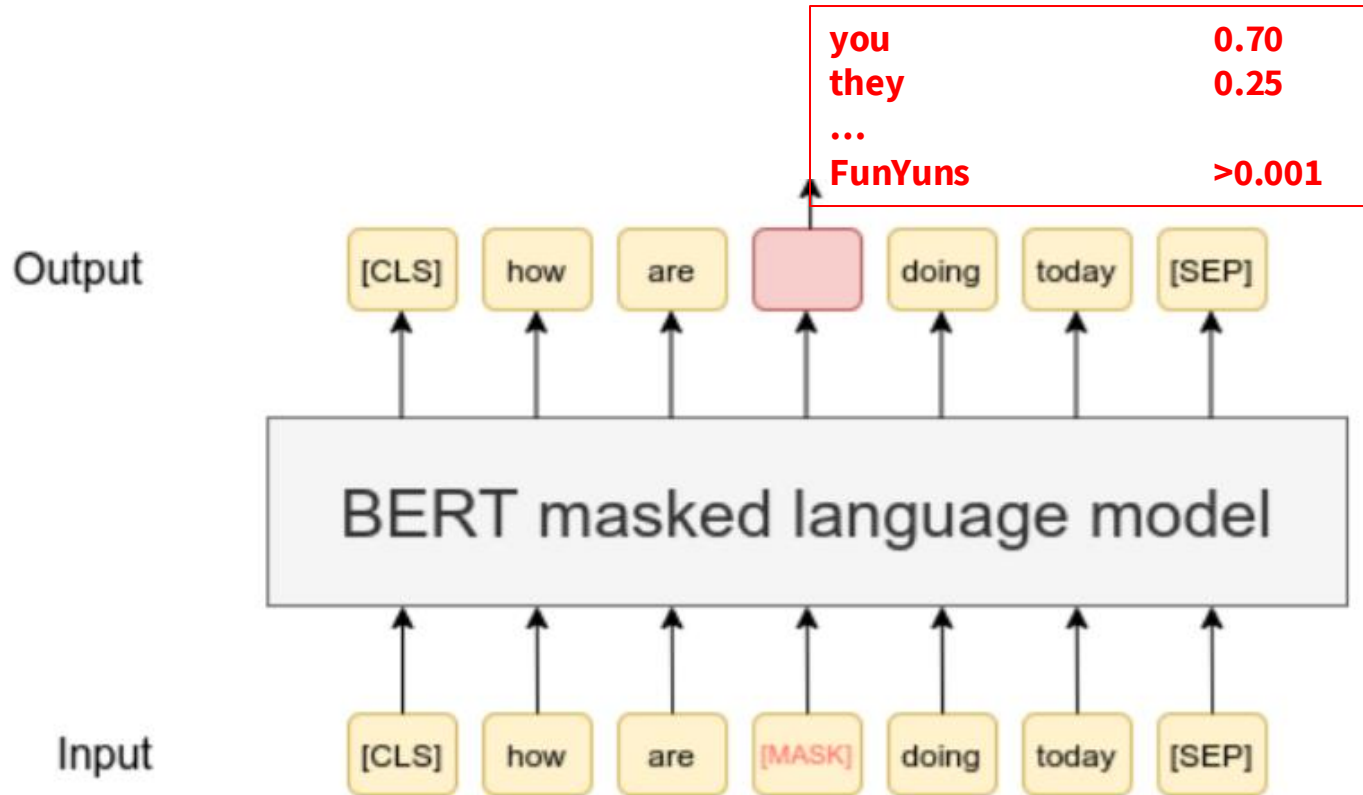 you 0.70
they 0.25
...
FunYuns >0.001
Output [CLS] how are doing today [SEP]
BERT masked language model
Input [CLS] how are [MASK] doing today [SEP]